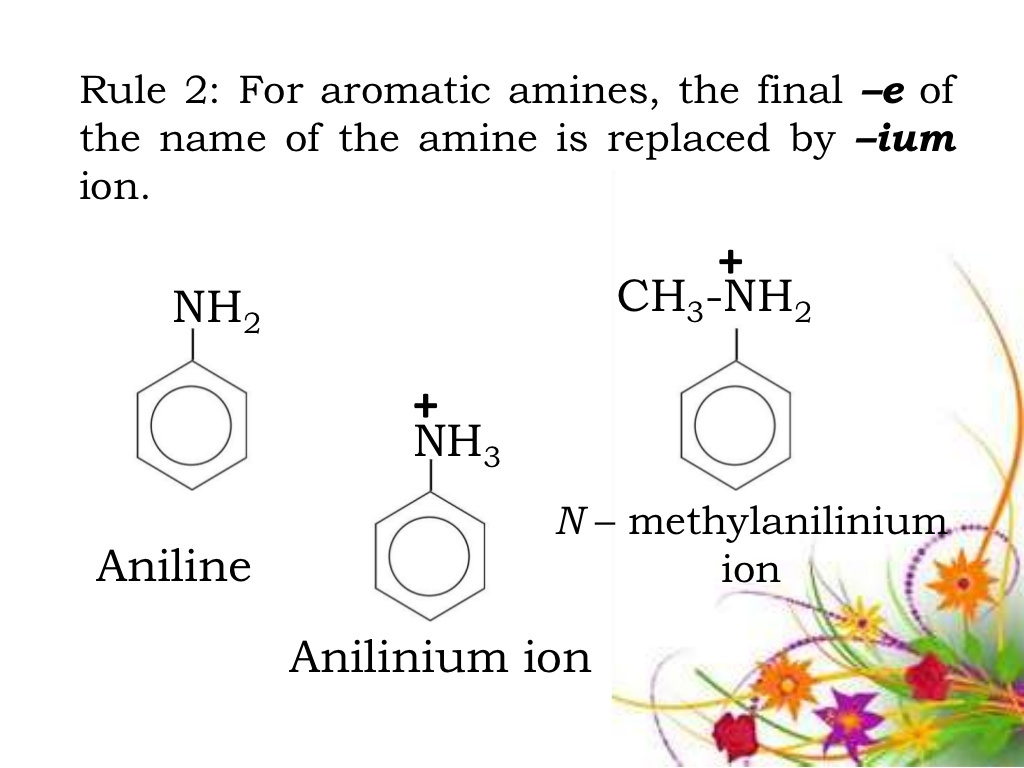 Rule 2: For aromatic amines, the final –e of
the name of the amine is replaced by –ium
ion.
NH₂
Aniline
+
NH₃
Anilinium ion
+
CH₃-NH₂
N – methylanilinium
ion